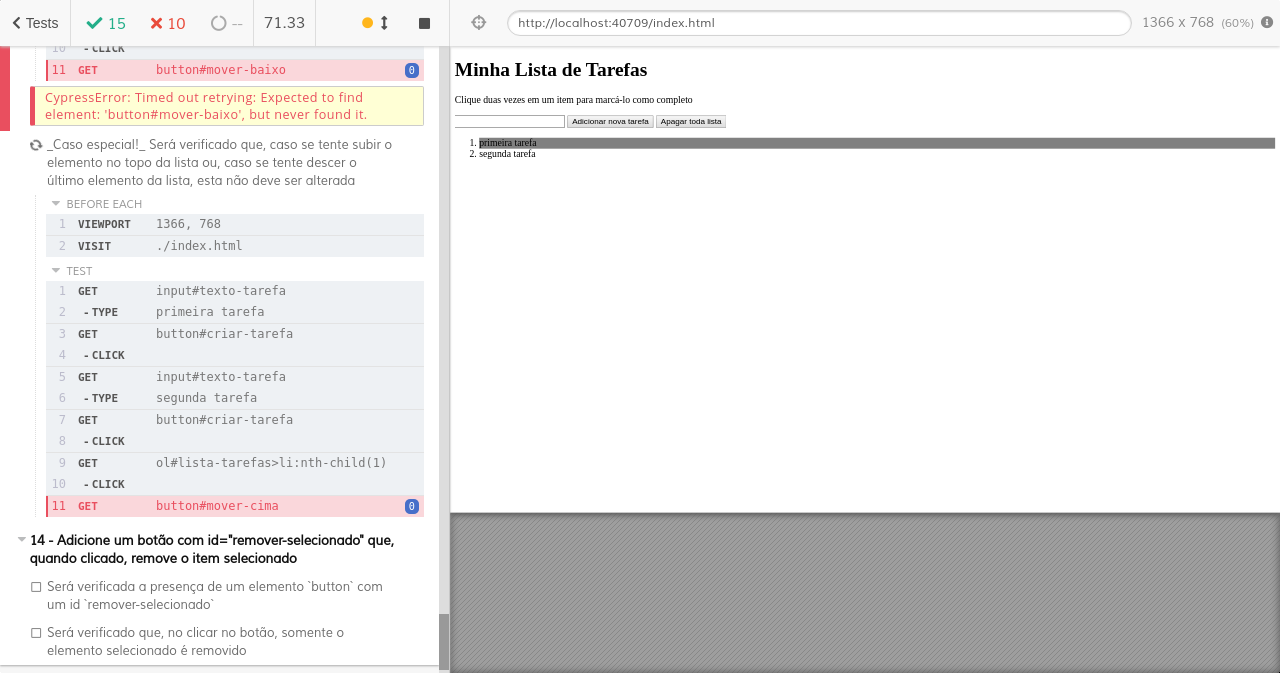 Tests 15 10 -- 71.33
http://localhost:40709/index.html 1366 x 768 (60%)
10 -CLICK
11 GET button#mover-baixo 0
CypressError: Timed out retrying: Expected to find
element: 'button#mover-baixo', but never found it.
_Caso especial!_ Será verificado que, caso se tente subir o
elemento no topo da lista ou, caso se tente descer o
último elemento da lista, esta não deve ser alterada
BEFORE EACH
1 VIEWPORT 1366, 768
2 VISIT ./index.html
TEST
1 GET input#texto-tarefa
2 -TYPE primeira tarefa
3 GET button#criar-tarefa
4 -CLICK
5 GET input#texto-tarefa
6 -TYPE segunda tarefa
7 GET button#criar-tarefa
8 -CLICK
9 GET ol#lista-tarefas>li:nth-child(1)
10 -CLICK
11 GET button#mover-cima 0
14 - Adicione um botão com id="remover-selecionado" que,
quando clicado, remove o item selecionado
Será verificada a presença de um elemento `button` com
um id `remover-selecionado`
Será verificado que, no clicar no botão, somente o
elemento selecionado é removido
Minha Lista de Tarefas
Clique duas vezes em um item para marcá-lo como completo
Adicionar nova tarefa Apagar toda lista
1. primeira tarefa
2. segunda tarefa